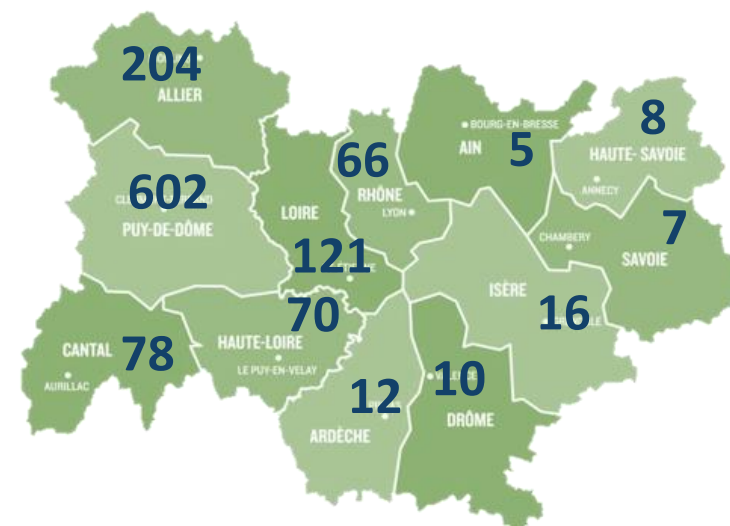 204
ALLIER
602
PUY-DE-DÔME
LOIRE
121
66
RHÔNE
LYON
BOURG-EN-BRESSE
AIN
5
8
HAUTE- SAVOIE
ANNECY
7
CHAMBERY
SAVOIE
ISÈRE
16
CANTAL
78
AURILLAC
70
HAUTE-LOIRE
LE PUY-EN-VELAY
12
ARDÈCHE
10
DRÔME